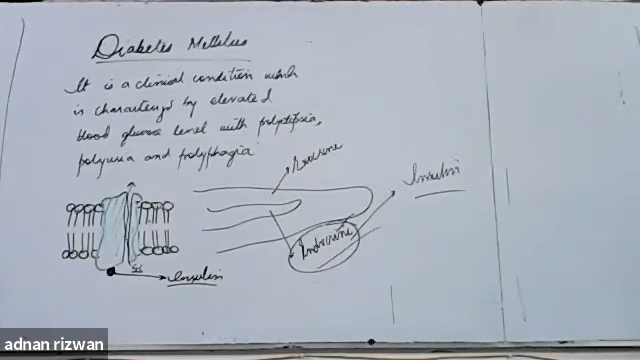 Diabetes Mellitus
It is a clinical condition which
is characterized by elevated
blood glucose level with polydipsia,
polyuria and polyphagia
Exocrine
Insulin
Endocrine
Insulin
adnan rizwan